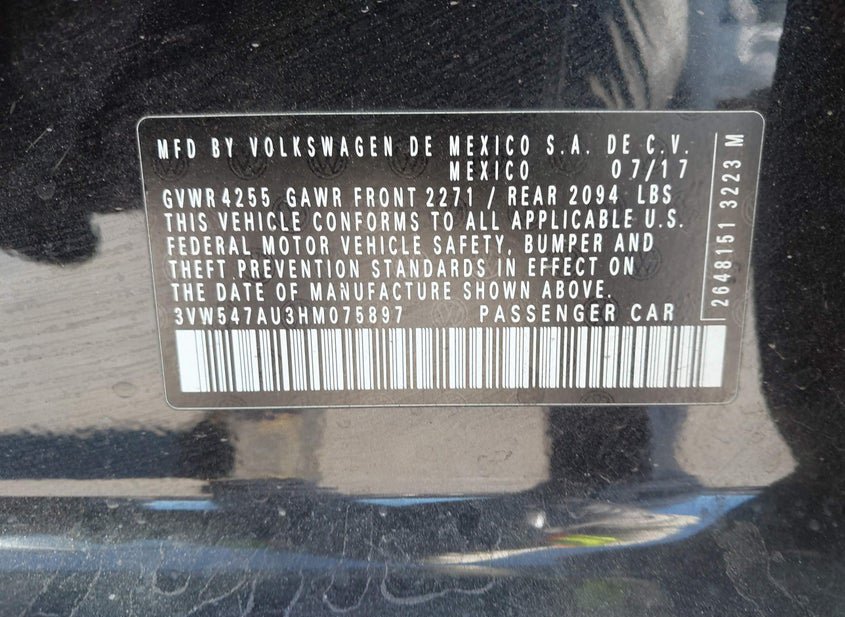 MFD BY VOLKSWAGEN DE MEXICO S.A. DE C.V.
MEXICO 07/17
GVWR 4255 GAWR FRONT 2271 / REAR 2094 LBS
THIS VEHICLE CONFORMS TO ALL APPLICABLE U.S.
FEDERAL MOTOR VEHICLE SAFETY, BUMPER AND
THEFT PREVENTION STANDARDS IN EFFECT ON
THE DATE OF MANUFACTURE SHOWN ABOVE.
3VW547AU3HM075897 PASSENGER CAR
2648151 3223 M